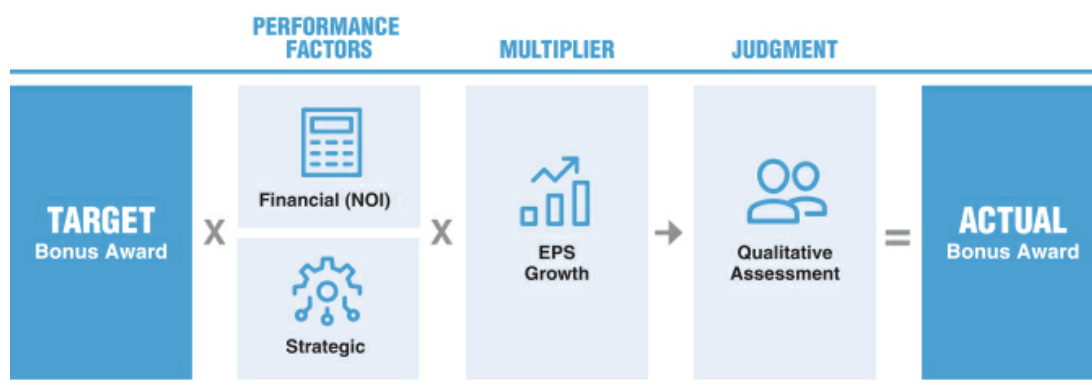 PERFORMANCE
FACTORS
MULTIPLIER
JUDGMENT
TARGET
Bonus Award
X
Financial (NOI)
Strategic
X
EPS
Growth
→
Qualitative
Assessment
=
ACTUAL
Bonus Award